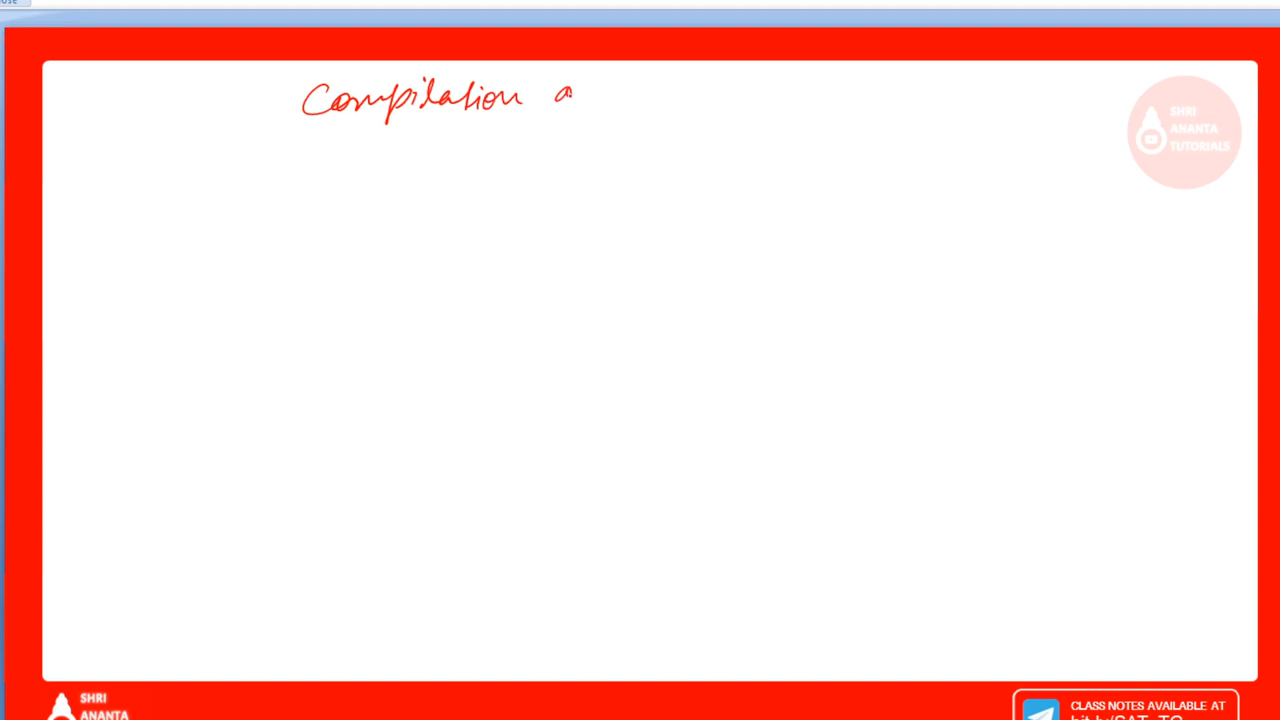 Compilation a
SHRI
ANANTA
TUTORIALS
SHRI
ANANTA
CLASS NOTES AVAILABLE AT